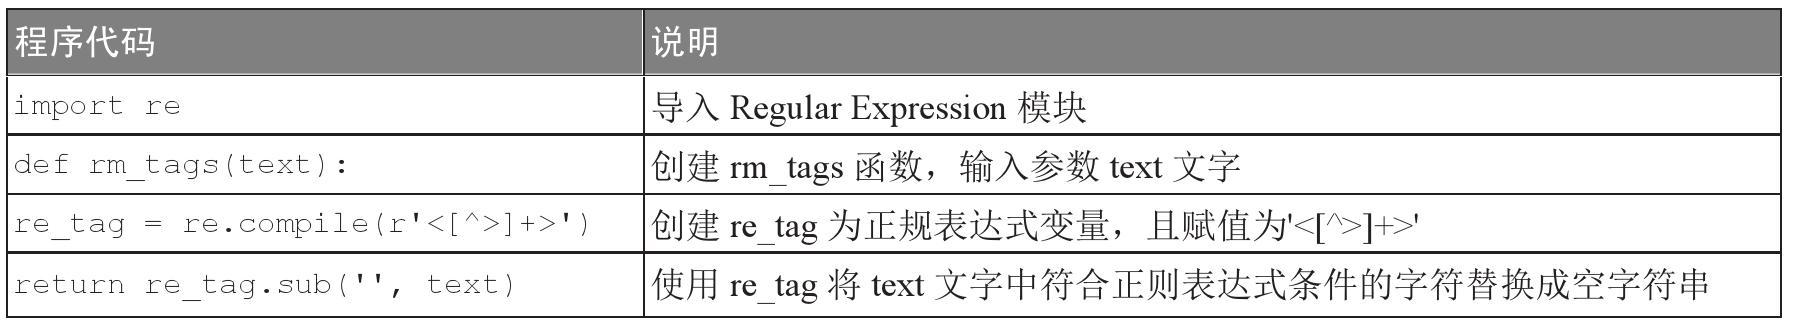 程序代码 说明
import re 导入 Regular Expression 模块
def rm_tags(text): 创建 rm_tags 函数，输入参数 text 文字
re_tag = re.compile(r'<[^>]+>') 创建 re_tag 为正规表达式变量，且赋值为'<[^>]+>'
return re_tag.sub('', text) 使用 re_tag 将 text 文字中符合正则表达式条件的字符替换成空字符串